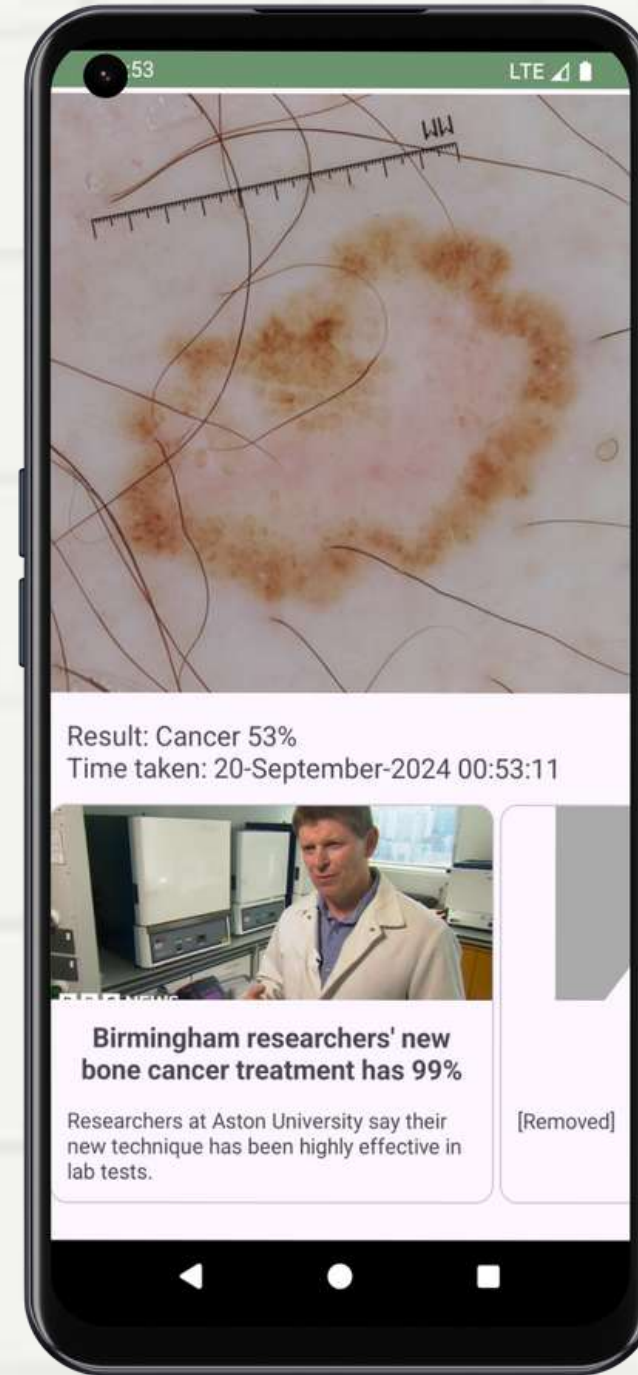 :53
LTE
MM
Result: Cancer 53%
Time taken: 20-September-2024 00:53:11
NEWS
Birmingham researchers' new
bone cancer treatment has 99%
Researchers at Aston University say their
new technique has been highly effective in
lab tests.
[Removed]